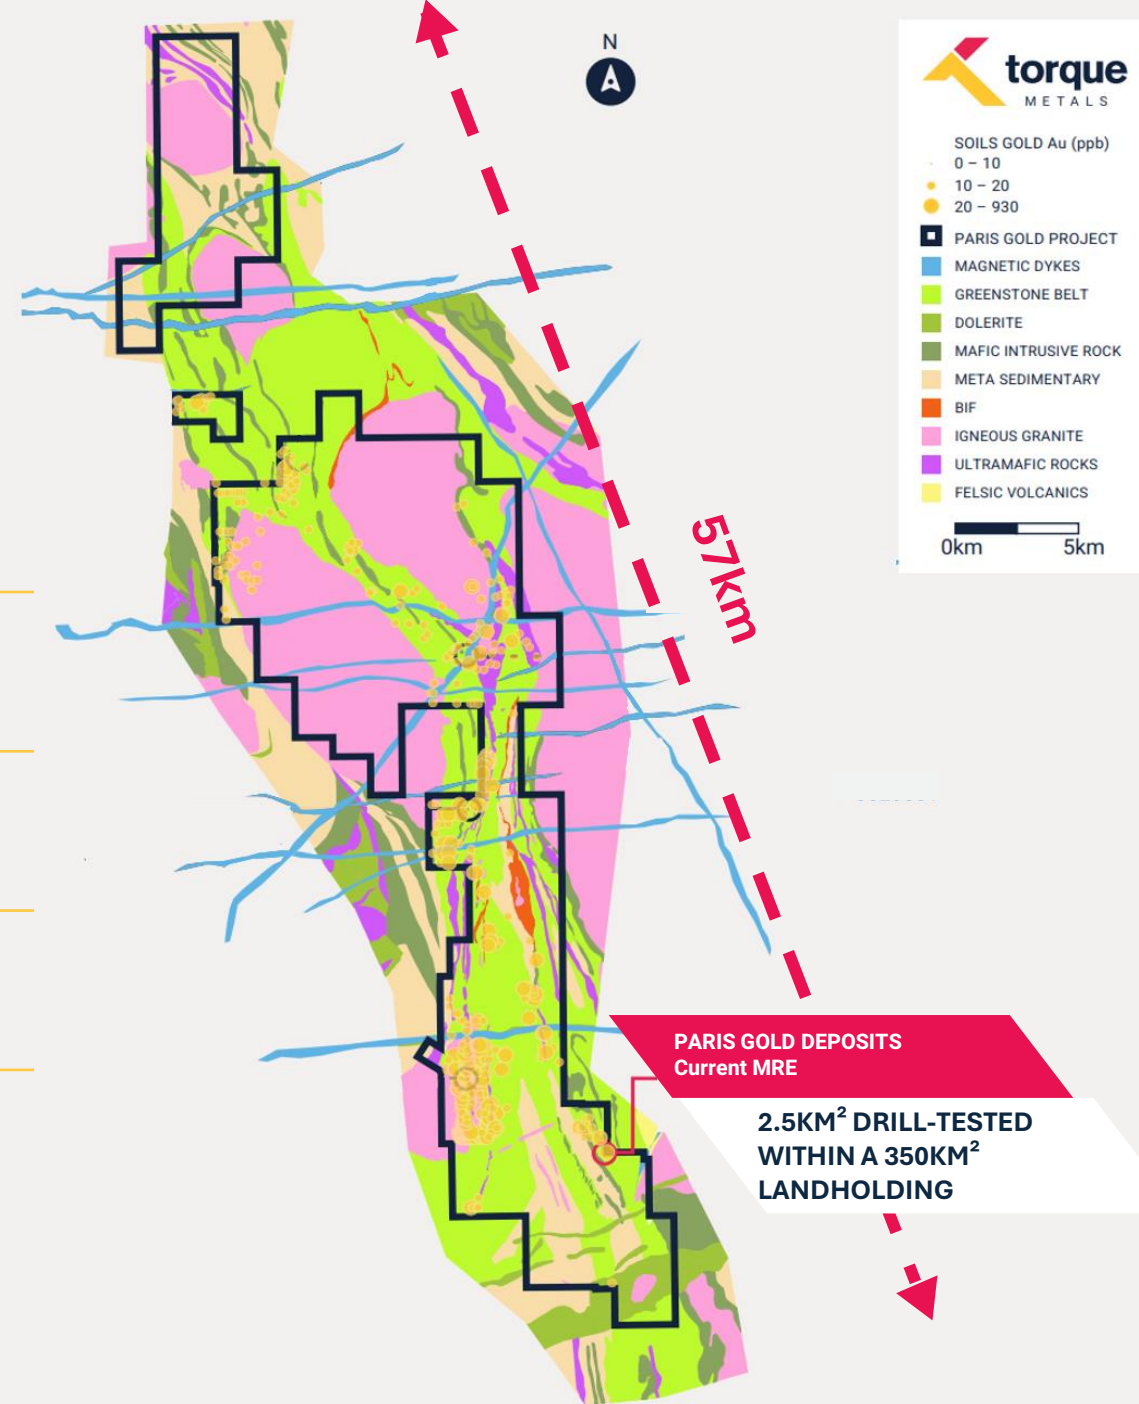 N
torque
METALS
SOILS GOLD Au (ppb)
0 – 10
10 – 20
20 – 930
PARIS GOLD PROJECT
MAGNETIC DYKES
GREENSTONE BELT
DOLERITE
MAFIC INTRUSIVE ROCK
META SEDIMENTARY
BIF
IGNEOUS GRANITE
ULTRAMAFIC ROCKS
FELSIC VOLCANICS
0km 5km
57km
PARIS GOLD DEPOSITS
Current MRE
2.5KM² DRILL-TESTED
WITHIN A 350KM²
LANDHOLDING